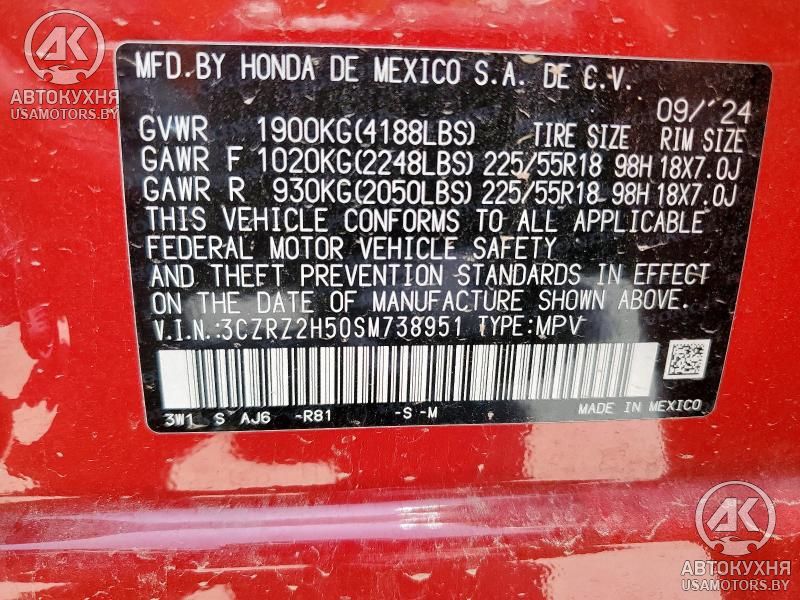 AK
АВТОКУХНЯ
USAMOTORS.BY
MFD.BY HONDA DE MEXICO S.A. DE C.V.
09/'24
GVWR 1900KG(4188LBS) TIRE SIZE RIM SIZE
GAWR F 1020KG(2248LBS) 225/55R18 98H 18X7.0J
GAWR R 930KG(2050LBS) 225/55R18 98H 18X7.0J
THIS VEHICLE CONFORMS TO ALL APPLICABLE
FEDERAL MOTOR VEHICLE SAFETY
AND THEFT PREVENTION STANDARDS IN EFFECT
ON THE DATE OF MANUFACTURE SHOWN ABOVE.
V.I.N.:3CZRZ2H50SM738951 TYPE:MPV
3W1 S AJ6 -R81 -S-M MADE IN MEXICO
AK
АВТОКУХНЯ
USAMOTORS.BY